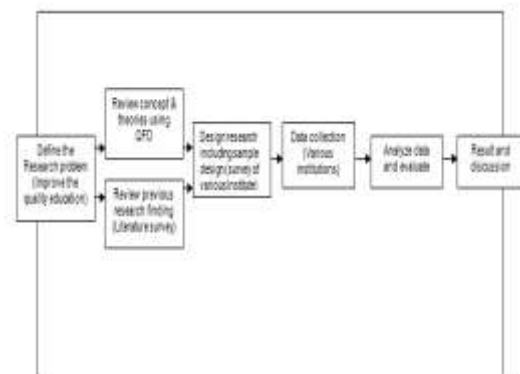 Define the
Research problem
(Improve the
quality education)
Review concept &
theories using
QFD
Review previous
research finding
(Literature survey)
Design research
including sample
design (survey of
various institute)
Data collection
(Various
institutions)
Analyze data
and evaluate
Result and
discussion